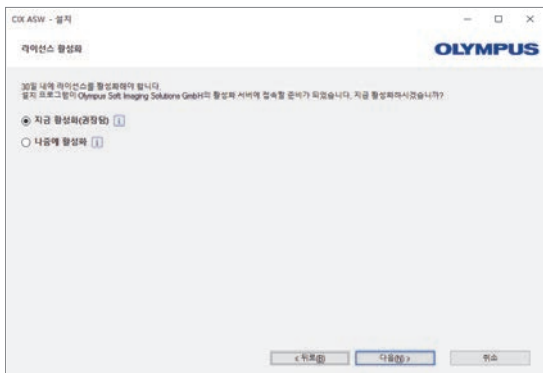 CIX ASW - 설치
라이선스 활성화
OLYMPUS
30일 내에 라이선스를 활성화해야 합니다.
설치 프로그램이 Olympus Soft Imaging Solutions GmbH의 활성화 서버에 접속할 준비가 되었습니다. 지금 활성화하시겠습니까?
지금 활성화(권장됨)
나중에 활성화
< 뒤로(B)
다음(N) >
취소